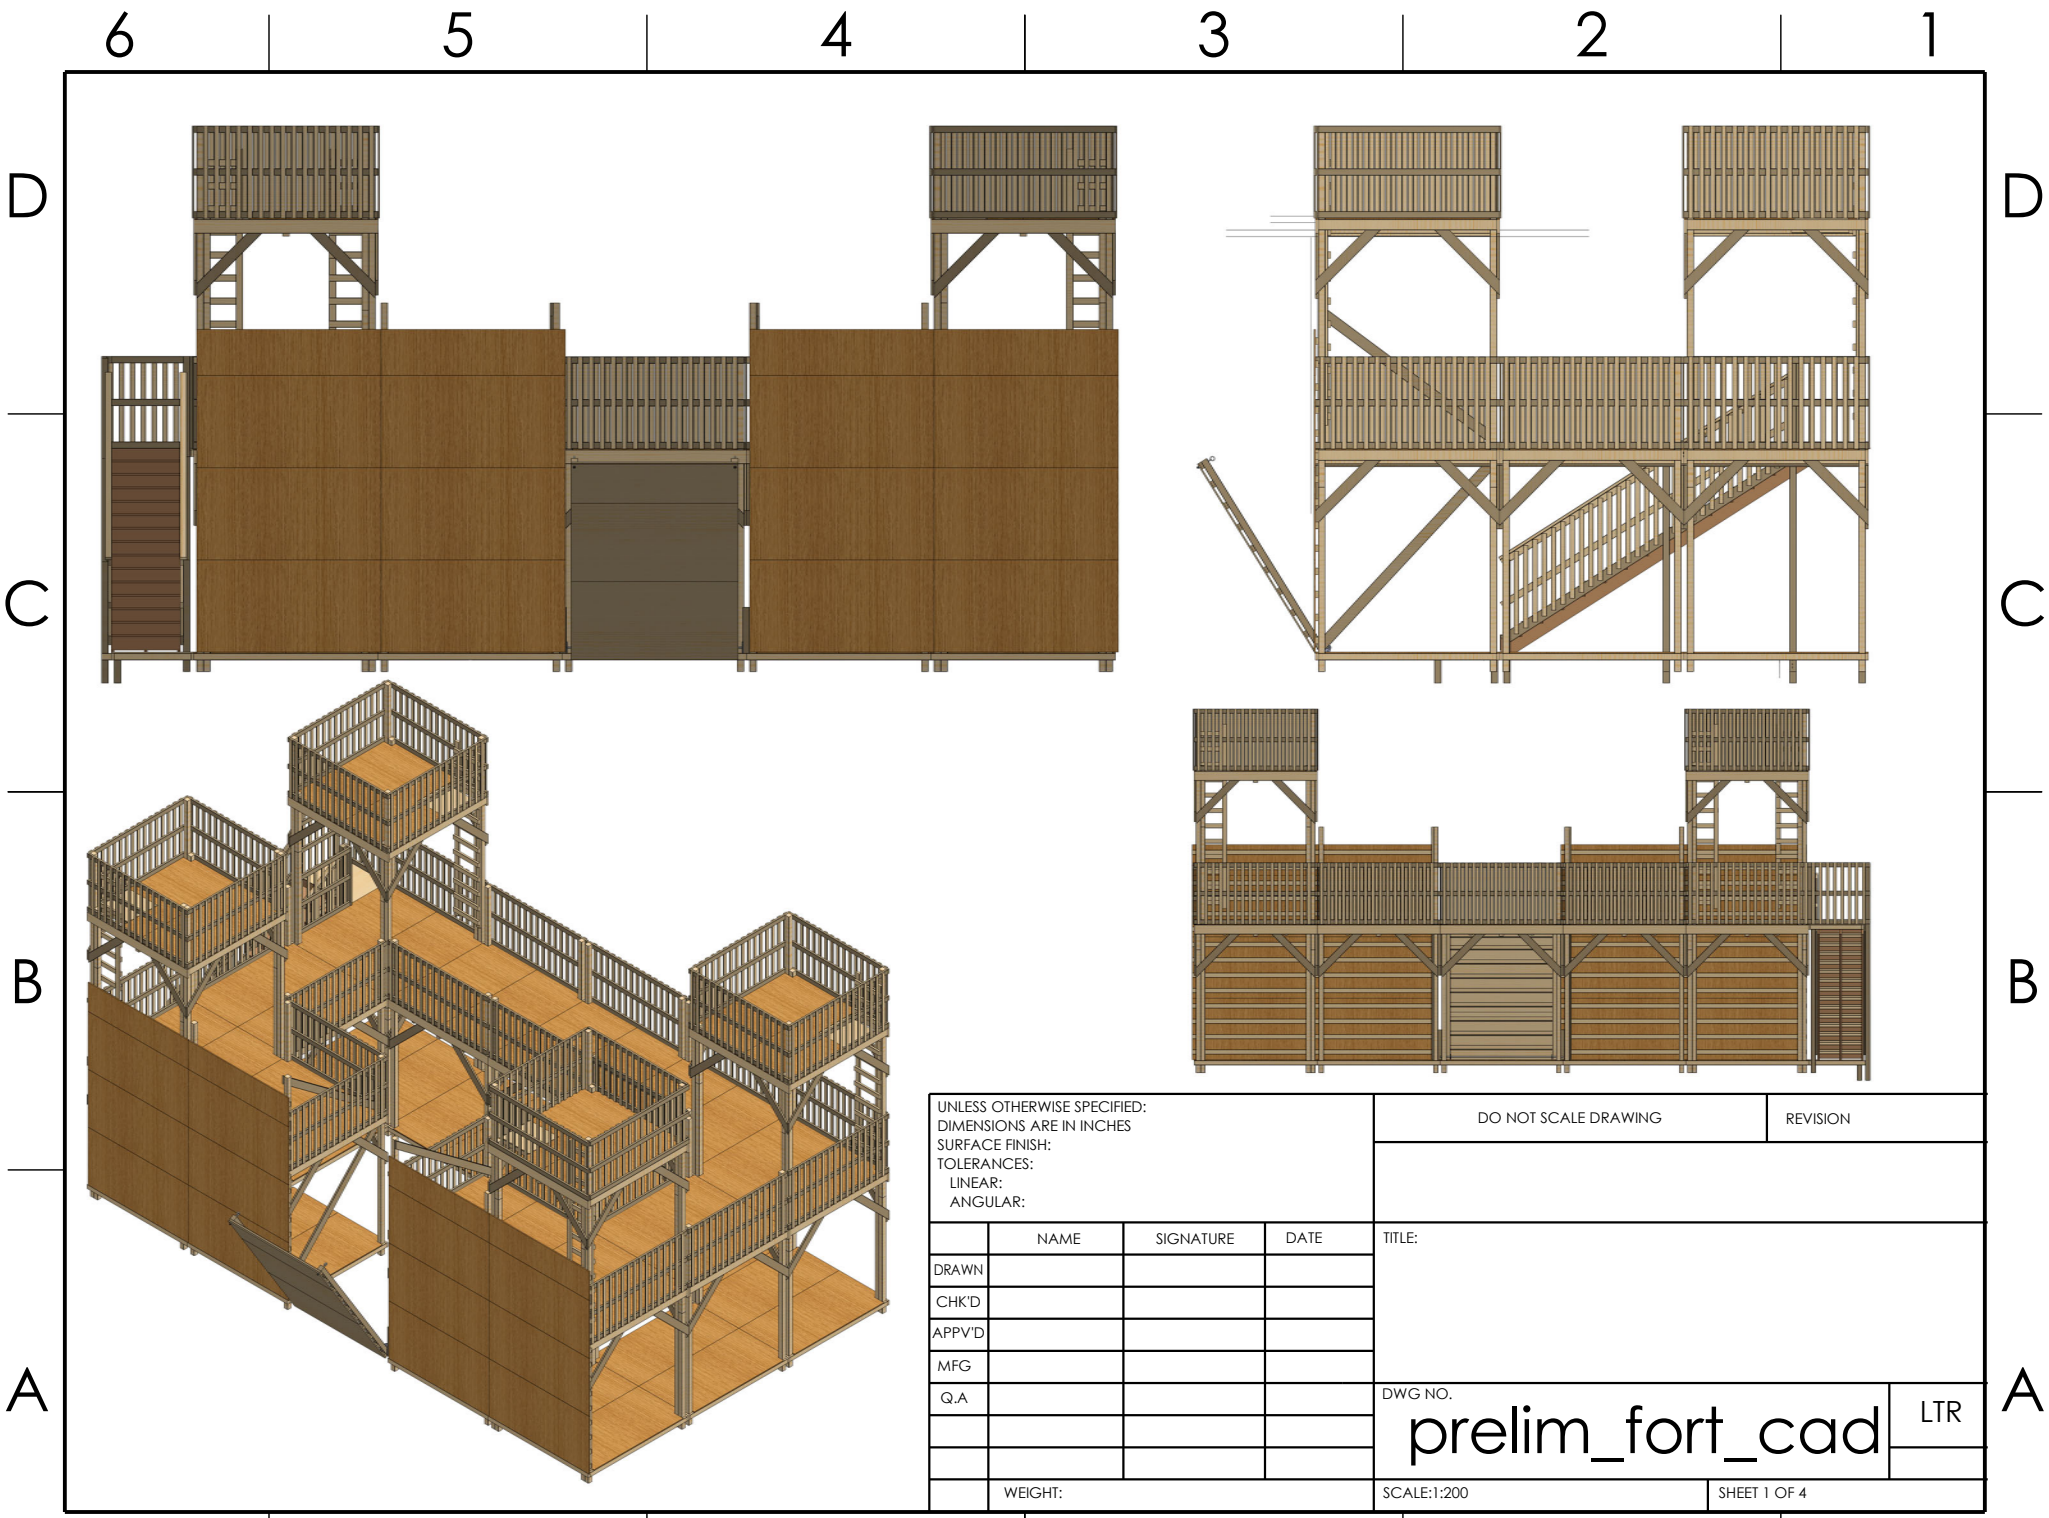 6 5 4 3 2 1
D D
C C
B B
UNLESS OTHERWISE SPECIFIED:
DIMENSIONS ARE IN INCHES
SURFACE FINISH:
TOLERANCES:
LINEAR:
ANGULAR:
DO NOT SCALE DRAWING
REVISION
NAME SIGNATURE DATE
TITLE:
DRAWN
CHK'D
APPV'D
MFG
Q.A
A A
DWG NO.
prelim_fort_cad
LTR
WEIGHT:
SCALE:1:200
SHEET 1 OF 4